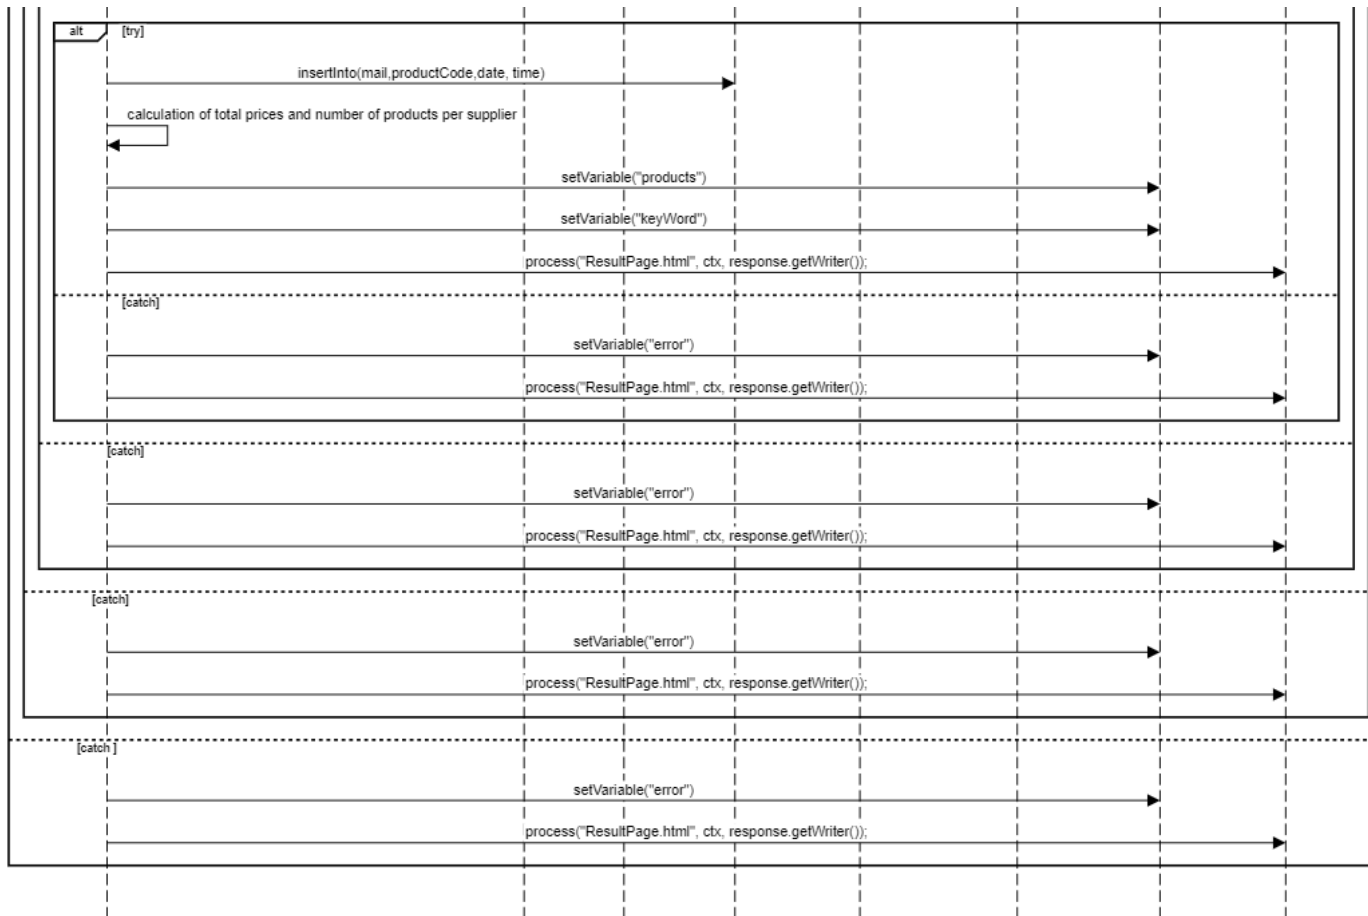 alt [try]
insertInto(mail,productCode,date, time)
calculation of total prices and number of products per supplier
setVariable("products")
setVariable("keyWord")
process("ResultPage.html", ctx, response.getWriter());
[catch]
setVariable("error")
process("ResultPage.html", ctx, response.getWriter());
[catch]
setVariable("error")
process("ResultPage.html", ctx, response.getWriter());
[catch]
setVariable("error")
process("ResultPage.html", ctx, response.getWriter());
[catch ]
setVariable("error")
process("ResultPage.html", ctx, response.getWriter());